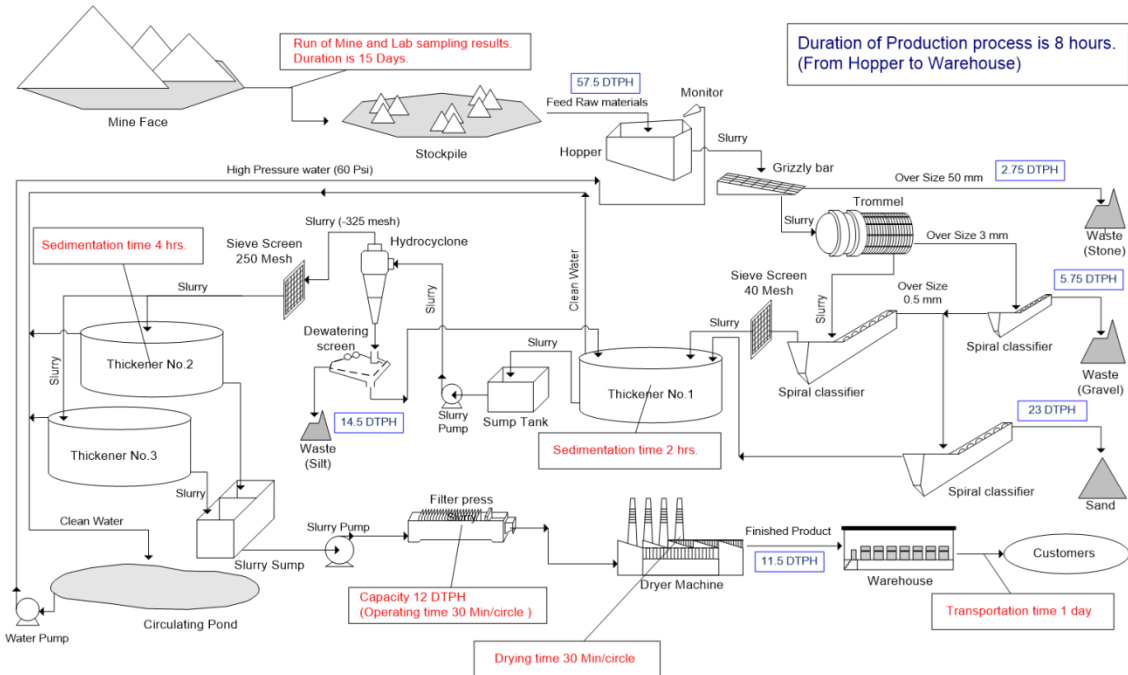 Run of Mine and Lab sampling results.
Duration is 15 Days.
Duration of Production process is 8 hours.
(From Hopper to Warehouse)
57.5 DTPH
Feed Raw materials
Monitor
Mine Face
Stockpile
Hopper
Slurry
Grizzly bar
High Pressure water (60 Psi)
Over Size 50 mm
2.75 DTPH
Waste
(Stone)
Slurry
Trommel
Over Size 3 mm
Slurry (-325 mesh)
Hydrocyclone
Sieve Screen
250 Mesh
Sedimentation time 4 hrs.
Slurry
Clean Water
Sieve Screen
40 Mesh
Slurry
Over Size
0.5 mm
5.75 DTPH
Spiral classifier
Waste
(Gravel)
Slurry
Dewatering
screen
Slurry
Slurry
Slurry
Thickener No.2
Thickener No.1
Spiral classifier
Slurry
Pump
Sump Tank
14.5 DTPH
Waste
(Silt)
Sedimentation time 2 hrs.
23 DTPH
Spiral classifier
Sand
Thickener No.3
Slurry
Clean Water
Slurry Sump
Slurry Pump
Filter press
Slurry
Capacity 12 DTPH
(Operating time 30 Min/circle )
Dryer Machine
Finished Product
11.5 DTPH
Warehouse
Customers
Transportation time 1 day
Drying time 30 Min/circle
Circulating Pond
Water Pump